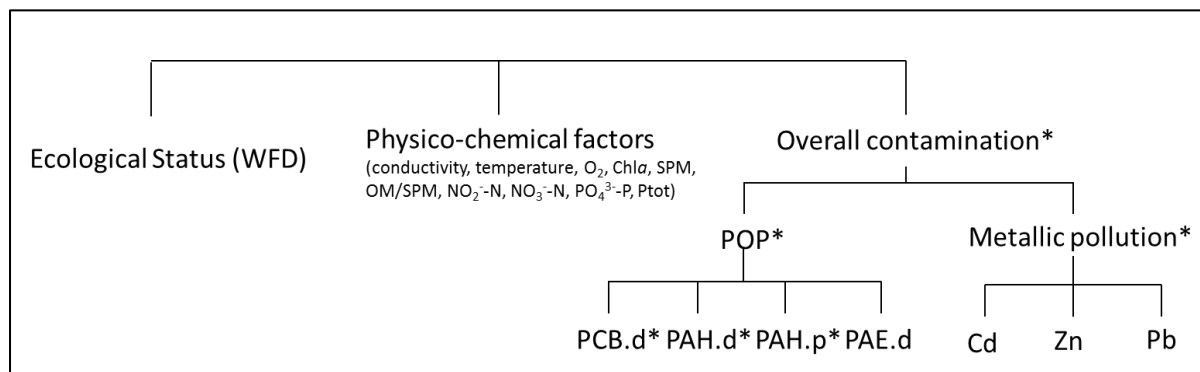 Ecological Status (WFD)
Physico-chemical factors
(conductivity, temperature, O₂, Chla, SPM,
OM/SPM, NO₂⁻-N, NO₃⁻-N, PO₄³⁻-P, Ptot)
Overall contamination*
POP*
Metallic pollution*
PCB.d* PAH.d* PAH.p* PAE.d
Cd Zn Pb